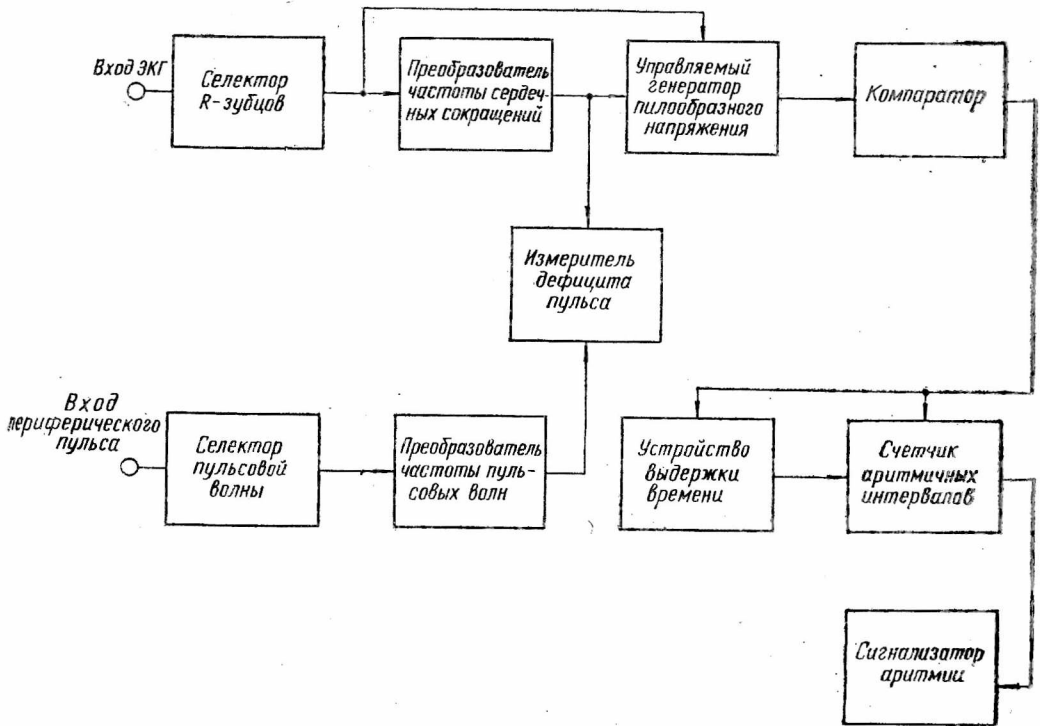 Вход ЭКГ
Селектор
R-зубцов
Преобразователь
частоты сердеч-
ных сокращений
Управляемый
генератор
пилообразного
напряжения
Компаратор
Измеритель
дефицита
пульса
Вход
периферического
пульса
Селектор
пульсовой
волны
Преобразователь
частоты пуль-
совых волн
Устройство
выдержки
времени
Счетчик
аритмичных
интервалов
Сигнализатор
аритмии